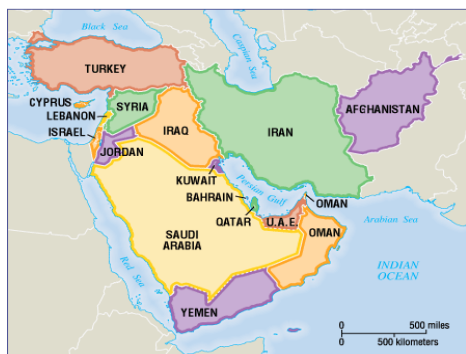 Black Sea
Caspian Sea
TURKEY
CYPRUS
LEBANON
ISRAEL
SYRIA
JORDAN
IRAQ
IRAN
AFGHANISTAN
KUWAIT
BAHRAIN
Persian Gulf
QATAR
U.A.E.
OMAN
OMAN
Arabian Sea
SAUDI
ARABIA
Red Sea
YEMEN
INDIAN
OCEAN
0 500 miles
0 500 kilometers